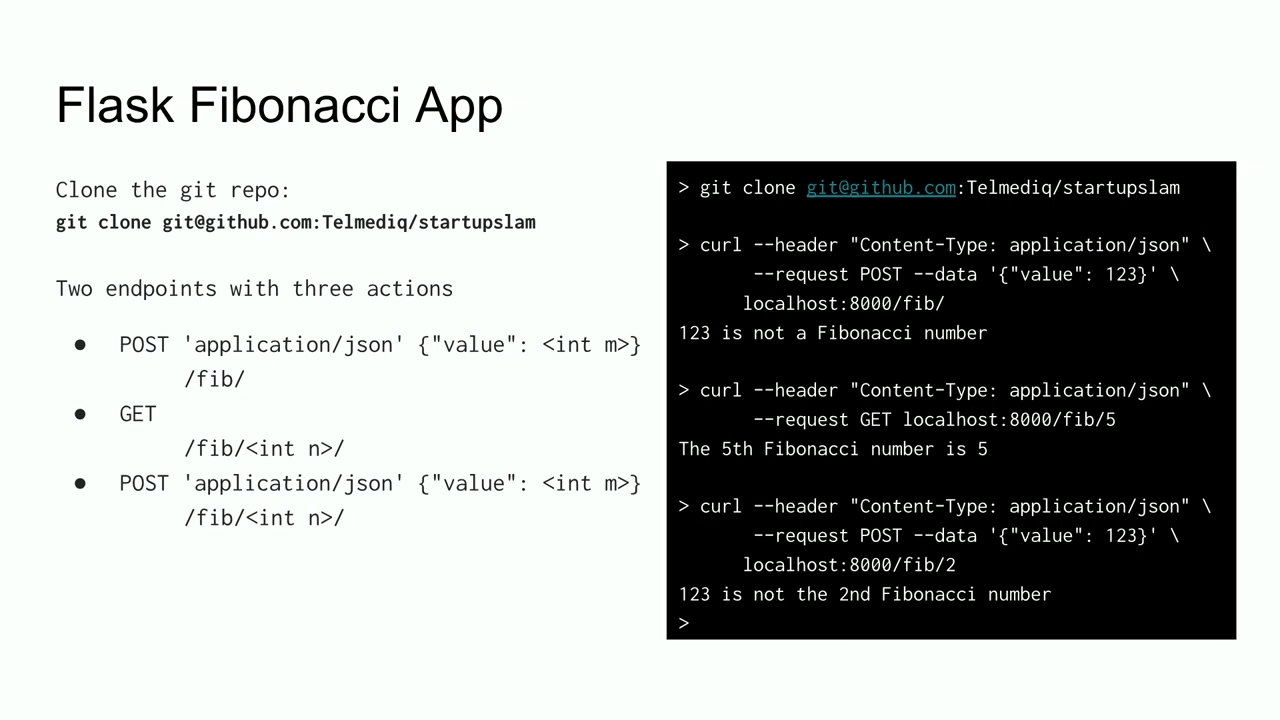 Flask Fibonacci App
Clone the git repo:
git clone git@github.com:Telmediq/startupslam
Two endpoints with three actions
● POST 'application/json' {"value": <int m>}
/fib/
● GET
/fib/<int n>/
● POST 'application/json' {"value": <int m>}
/fib/<int n>/
> git clone git@github.com:Telmediq/startupslam
> curl --header "Content-Type: application/json" \
--request POST --data '{"value": 123}' \
localhost:8000/fib/
123 is not a Fibonacci number
> curl --header "Content-Type: application/json" \
--request GET localhost:8000/fib/5
The 5th Fibonacci number is 5
> curl --header "Content-Type: application/json" \
--request POST --data '{"value": 123}' \
localhost:8000/fib/2
123 is not the 2nd Fibonacci number
>